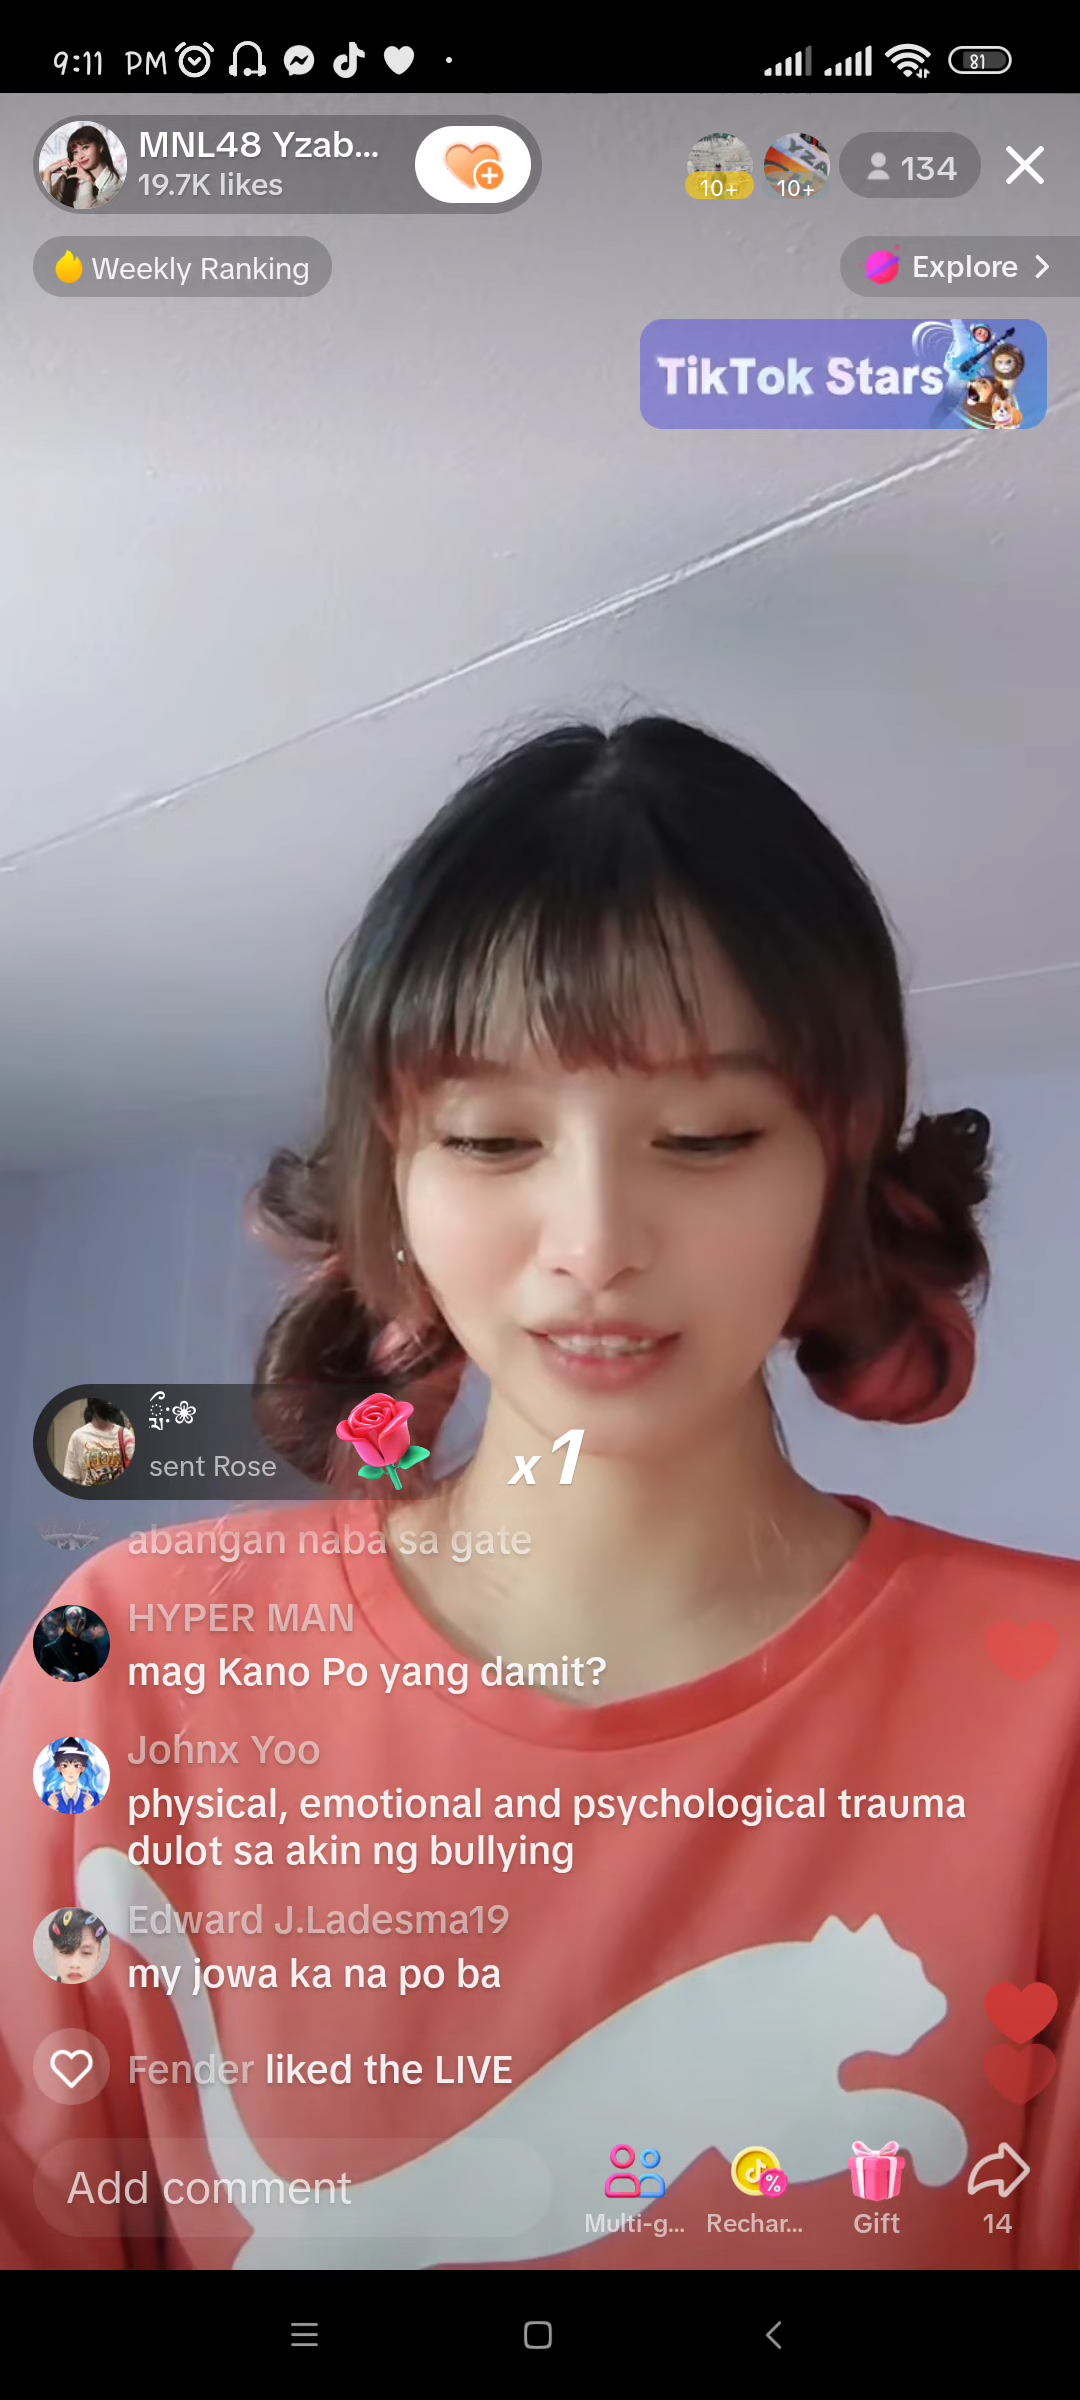 9:11 PM
81
MNL48 Yzab...
19.7K likes
10+
10+
134
Weekly Ranking
Explore
TikTok Stars
sent Rose
x1
abangan naba sa gate
HYPER MAN
mag Kano Po yang damit?
Johnx Yoo
physical, emotional and psychological trauma
dulot sa akin ng bullying
Edward J.Ladesma19
my jowa ka na po ba
Fender liked the LIVE
Add comment
Multi-g...
Rechar...
Gift
14